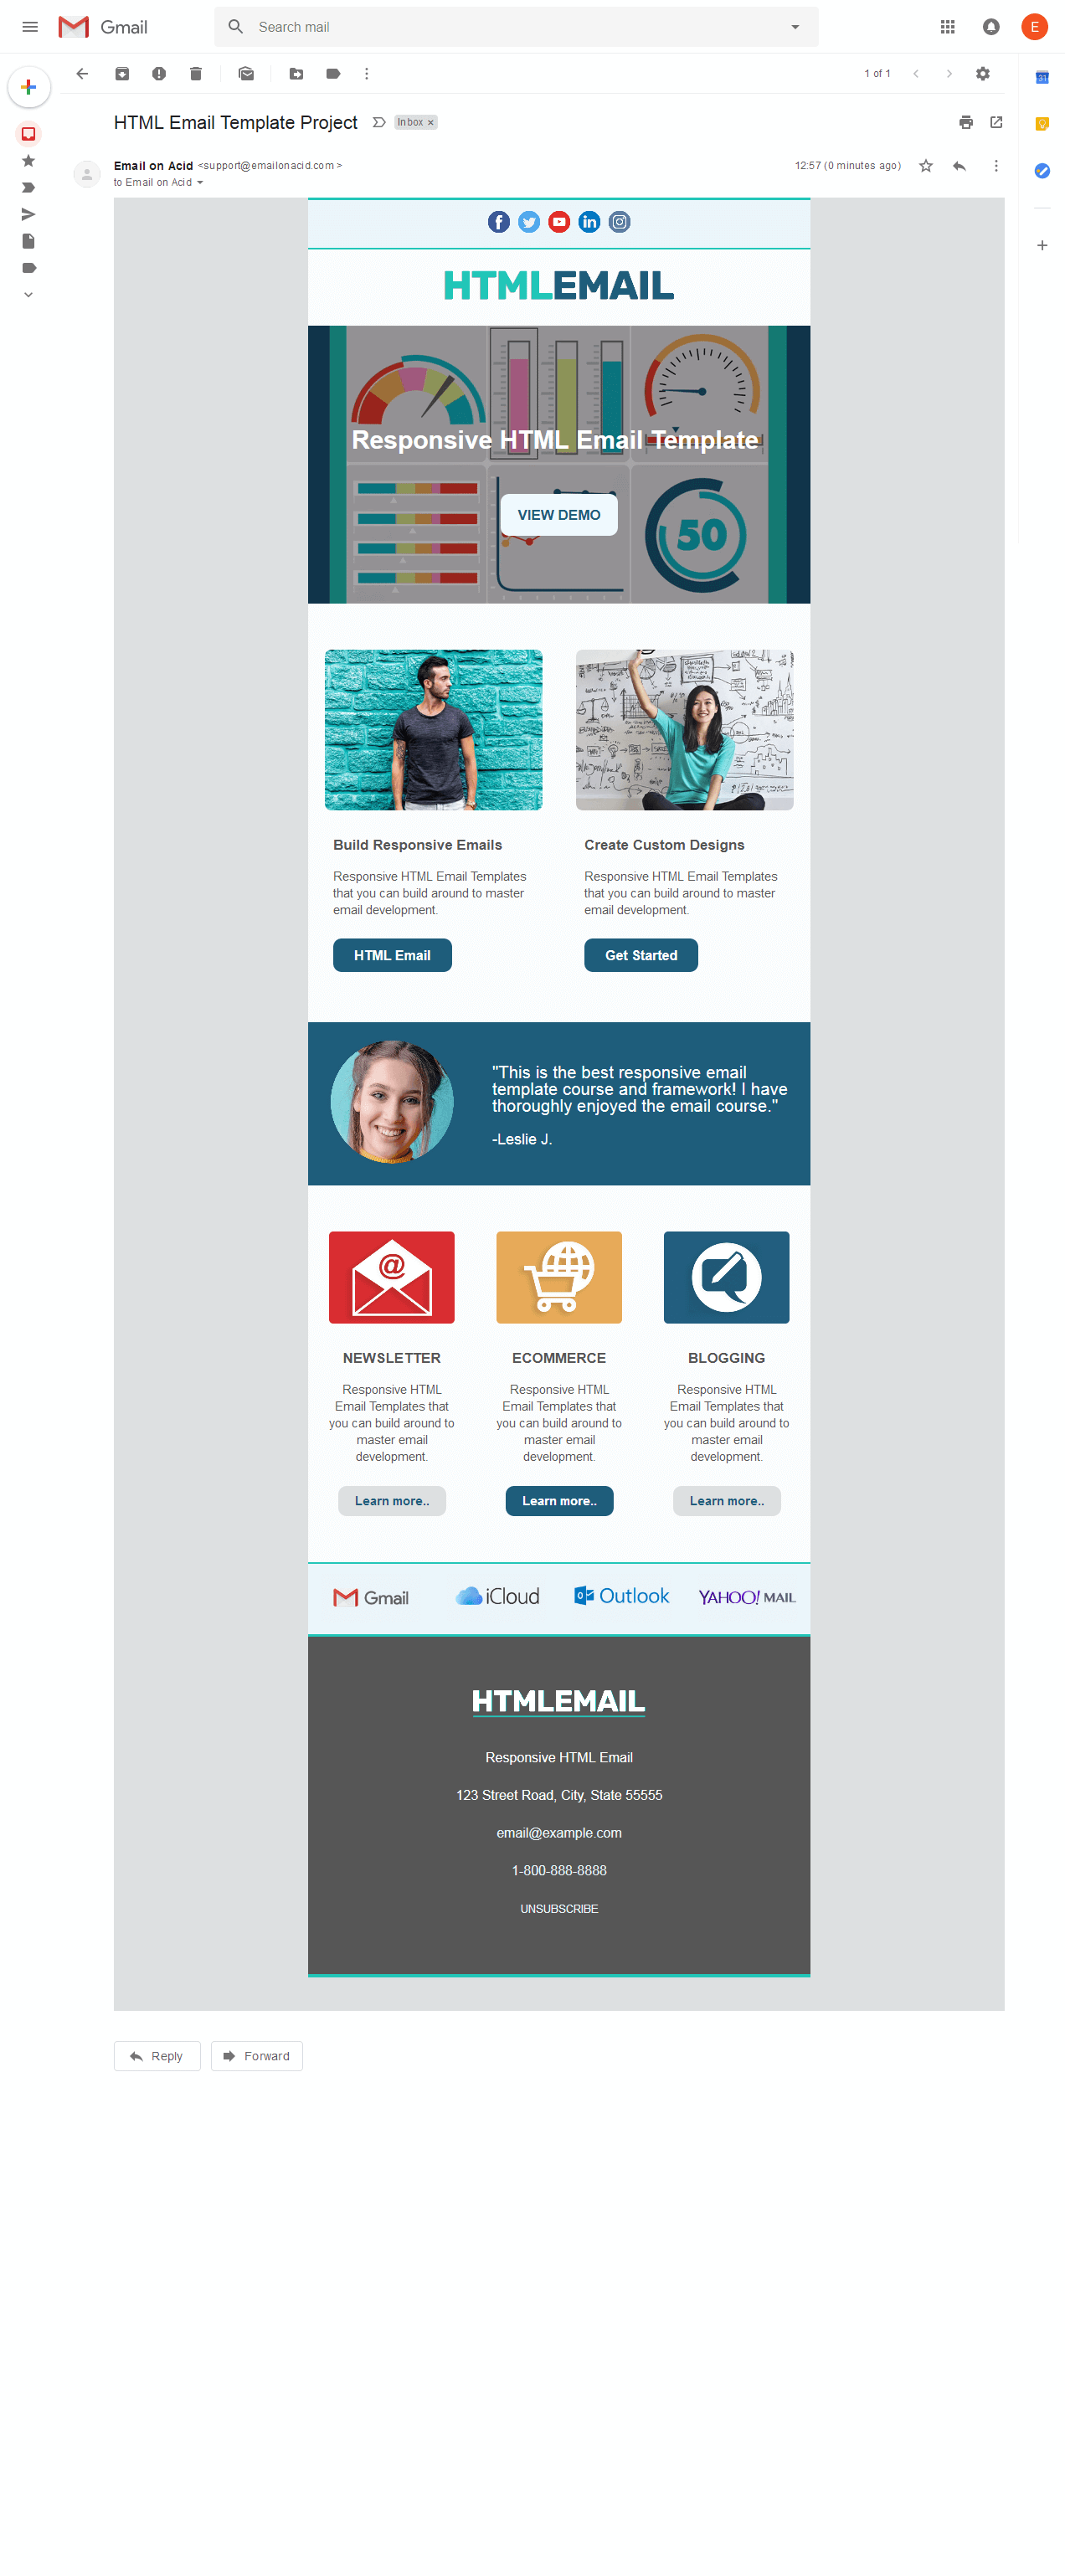 Gmail
Search mail
E
1 of 1
31
HTML Email Template Project
Inbox ×
Email on Acid <support@emailonacid.com>
12:57 (0 minutes ago)
to Email on Acid
f
in
HTMLEMAIL
Responsive HTML Email Template
VIEW DEMO
50
Build Responsive Emails
Create Custom Designs
Responsive HTML Email Templates
that you can build around to master
email development.
Responsive HTML Email Templates
that you can build around to master
email development.
HTML Email
Get Started
"This is the best responsive email
template course and framework! I have
thoroughly enjoyed the email course."
-Leslie J.
@
NEWSLETTER
ECOMMERCE
BLOGGING
Responsive HTML
Email Templates that
you can build around to
master email
development.
Responsive HTML
Email Templates that
you can build around to
master email
development.
Responsive HTML
Email Templates that
you can build around to
master email
development.
Learn more..
Learn more..
Learn more..
Gmail
iCloud
Outlook
YAHOO! MAIL
HTMLEMAIL
Responsive HTML Email
123 Street Road, City, State 55555
email@example.com
1-800-888-8888
UNSUBSCRIBE
Reply
Forward